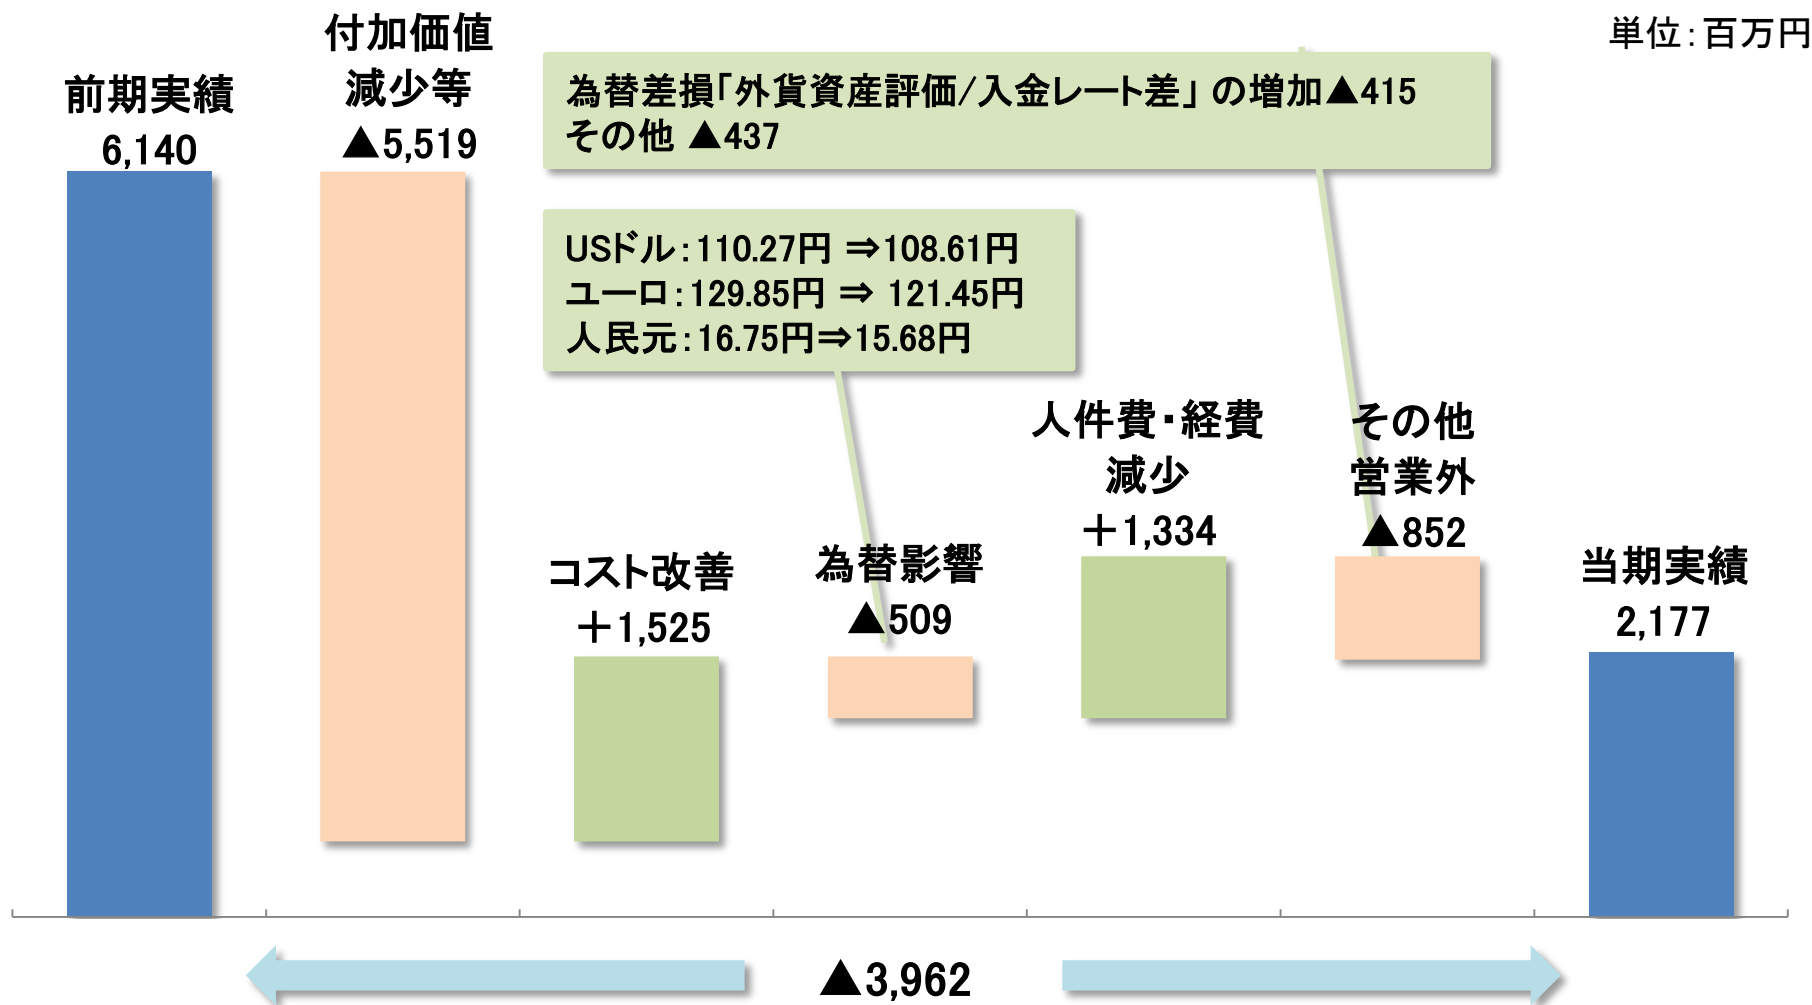 単位：百万円
前期実績
6,140
付加価値
減少等
▲5,519
為替差損「外貨資産評価/入金レート差」 の増加▲415
その他 ▲437
USドル：110.27円 ⇒108.61円
ユーロ：129.85円 ⇒ 121.45円
人民元：16.75円⇒15.68円
コスト改善
＋1,525
為替影響
▲509
人件費・経費
減少
＋1,334
その他
営業外
▲852
当期実績
2,177
▲3,962